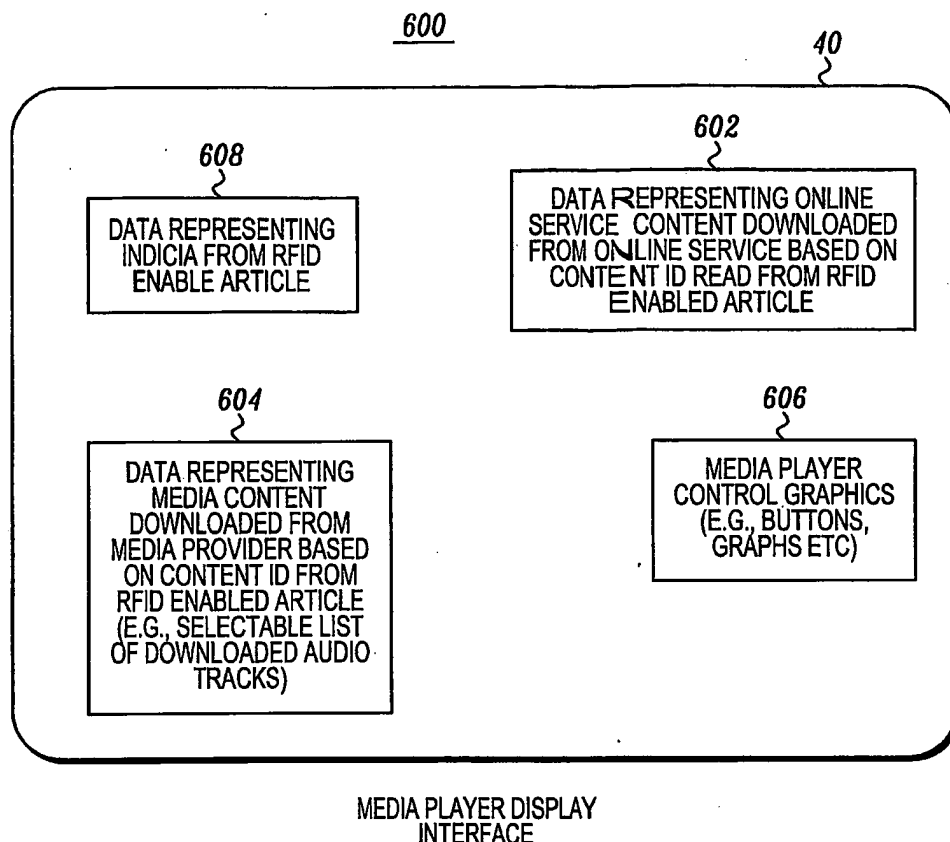 600
40
608
DATA REPRESENTING
INDICIA FROM RFID
ENABLE ARTICLE
602
DATA REPRESENTING ONLINE
SERVICE CONTENT DOWNLOADED
FROM ONLINE SERVICE BASED ON
CONTENT ID READ FROM RFID
ENABLED ARTICLE
604
DATA REPRESENTING
MEDIA CONTENT
DOWNLOADED FROM
MEDIA PROVIDER BASED
ON CONTENT ID FROM
RFID ENABLED ARTICLE
(E.G., SELECTABLE LIST
OF DOWNLOADED AUDIO
TRACKS)
606
MEDIA PLAYER
CONTROL GRAPHICS
(E.G., BUTTONS,
GRAPHS ETC)
MEDIA PLAYER DISPLAY
INTERFACE